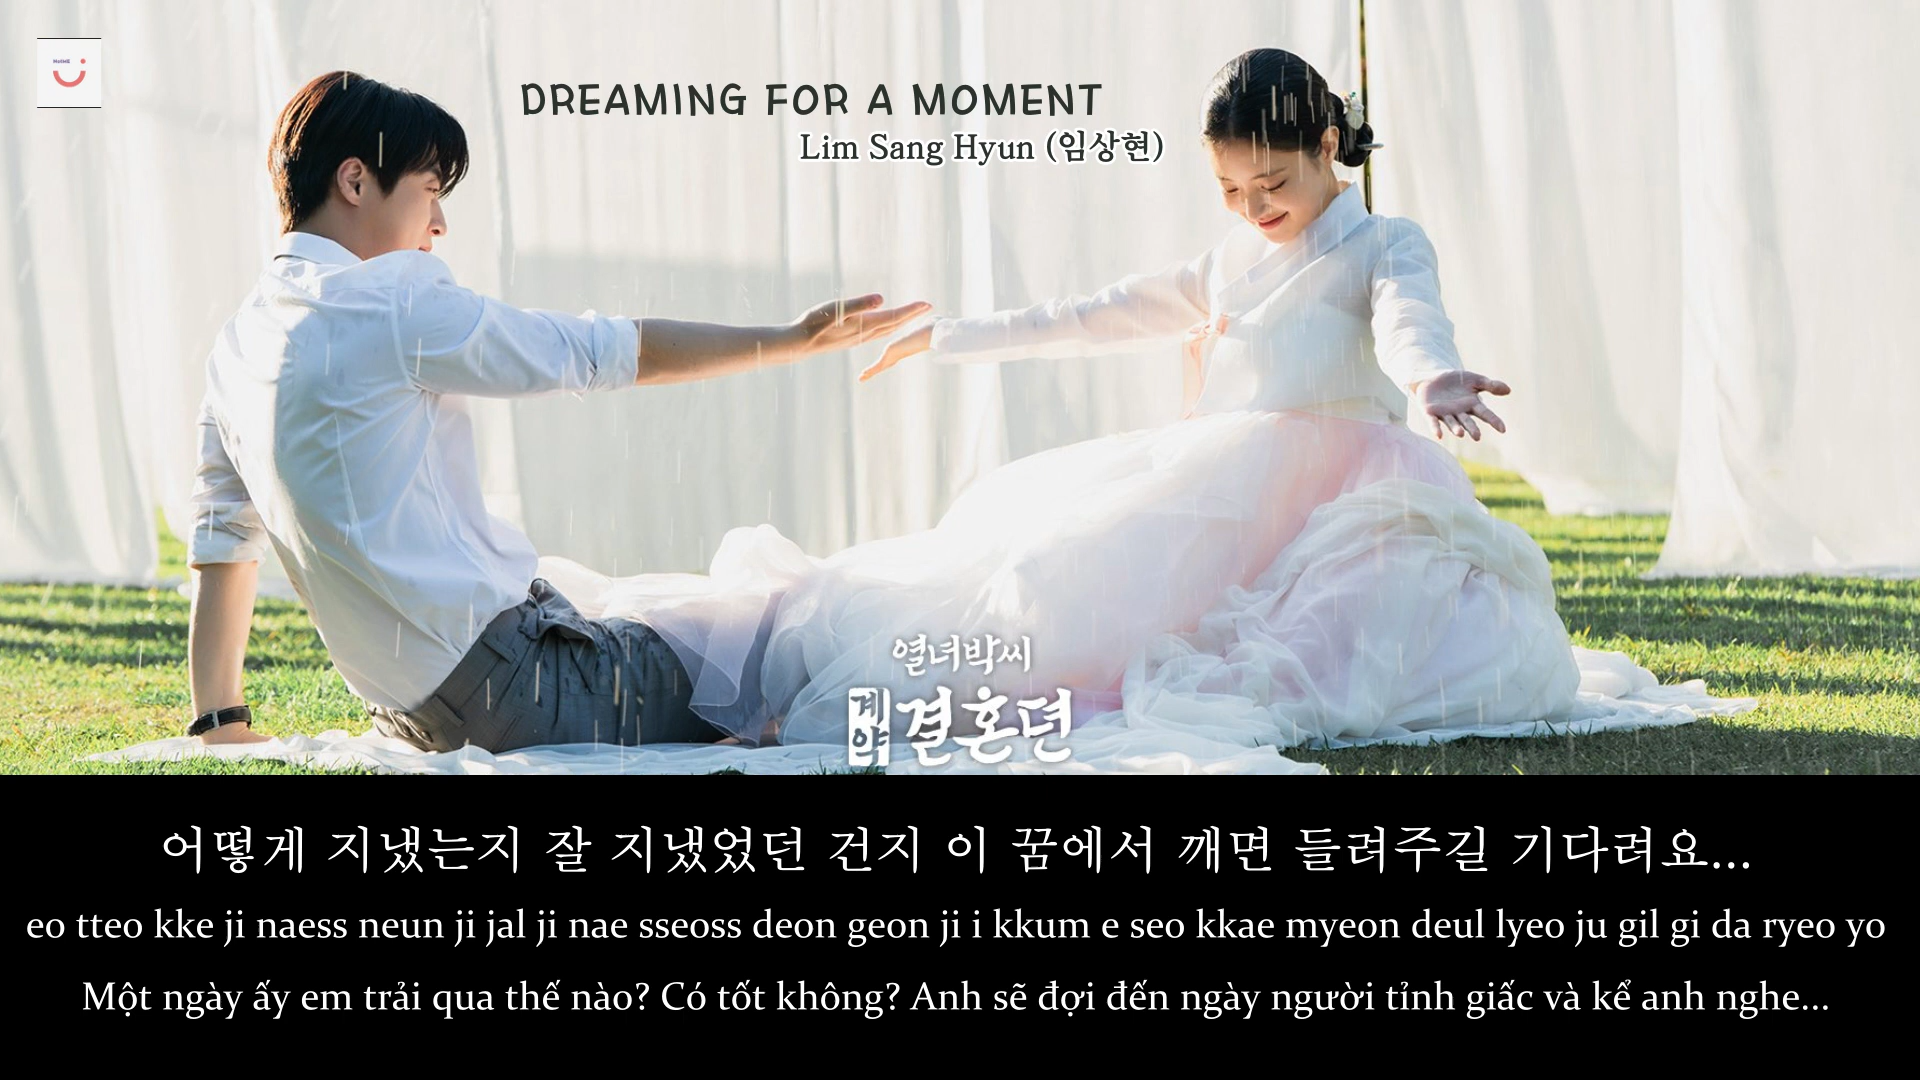 DREAMING FOR A MOMENT
Lim Sang Hyun (임상현)
열녀박씨
계약 결혼뎐
어떻게 지냈는지 잘 지냈었던 건지 이 꿈에서 깨면 들려주길 기다려요...
eo tteo kke ji naess neun ji jal ji nae sseoss deon geon ji i kkum e seo kkae myeon deul lyeo ju gil gi da ryeo yo
Một ngày ấy em trải qua thế nào? Có tốt không? Anh sẽ đợi đến ngày người tỉnh giấc và kể anh nghe...